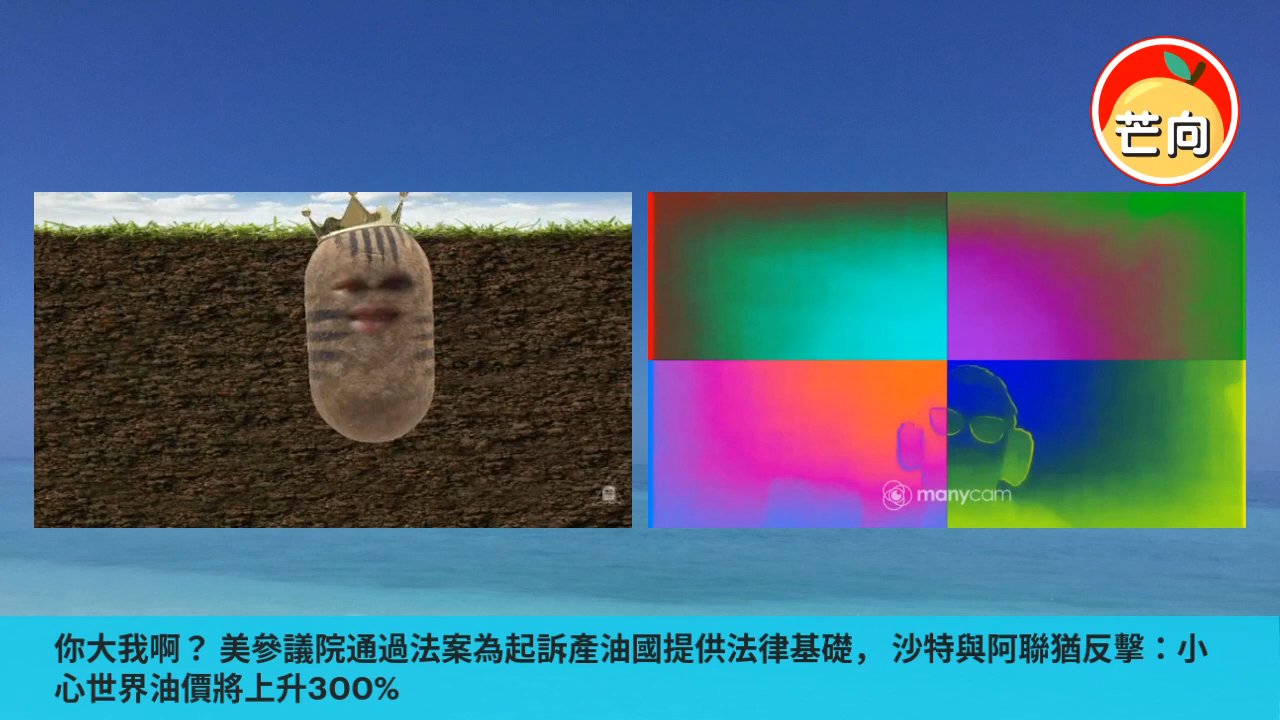 芒向
manycam
你大我啊？ 美參議院通過法案為起訴產油國提供法律基礎， 沙特與阿聯猶反擊：小
心世界油價將上升300%